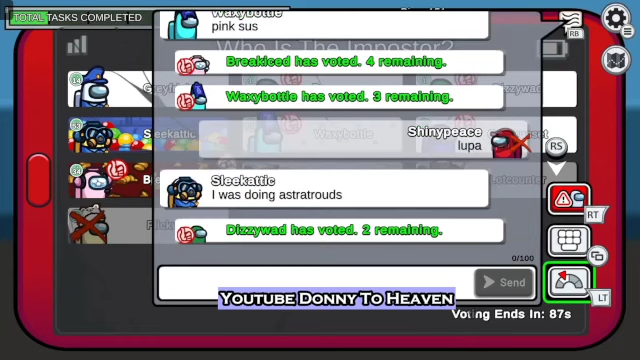 TOTAL TASKS COMPLETED
Waxybottle
pink sus
Who Is The Impostor?
Breakiced has voted. 4 remaining.
Waxybottle has voted. 3 remaining.
Dizzywad
Waxybottle
Shinypeace
lupa
Sleekattic
I was doing astratrouds
Dizzywad has voted. 2 remaining.
0/100
Send
YOUTUBE DONNY TO HEAVEN
Voting Ends In: 87s
RB
RS
RT
LT